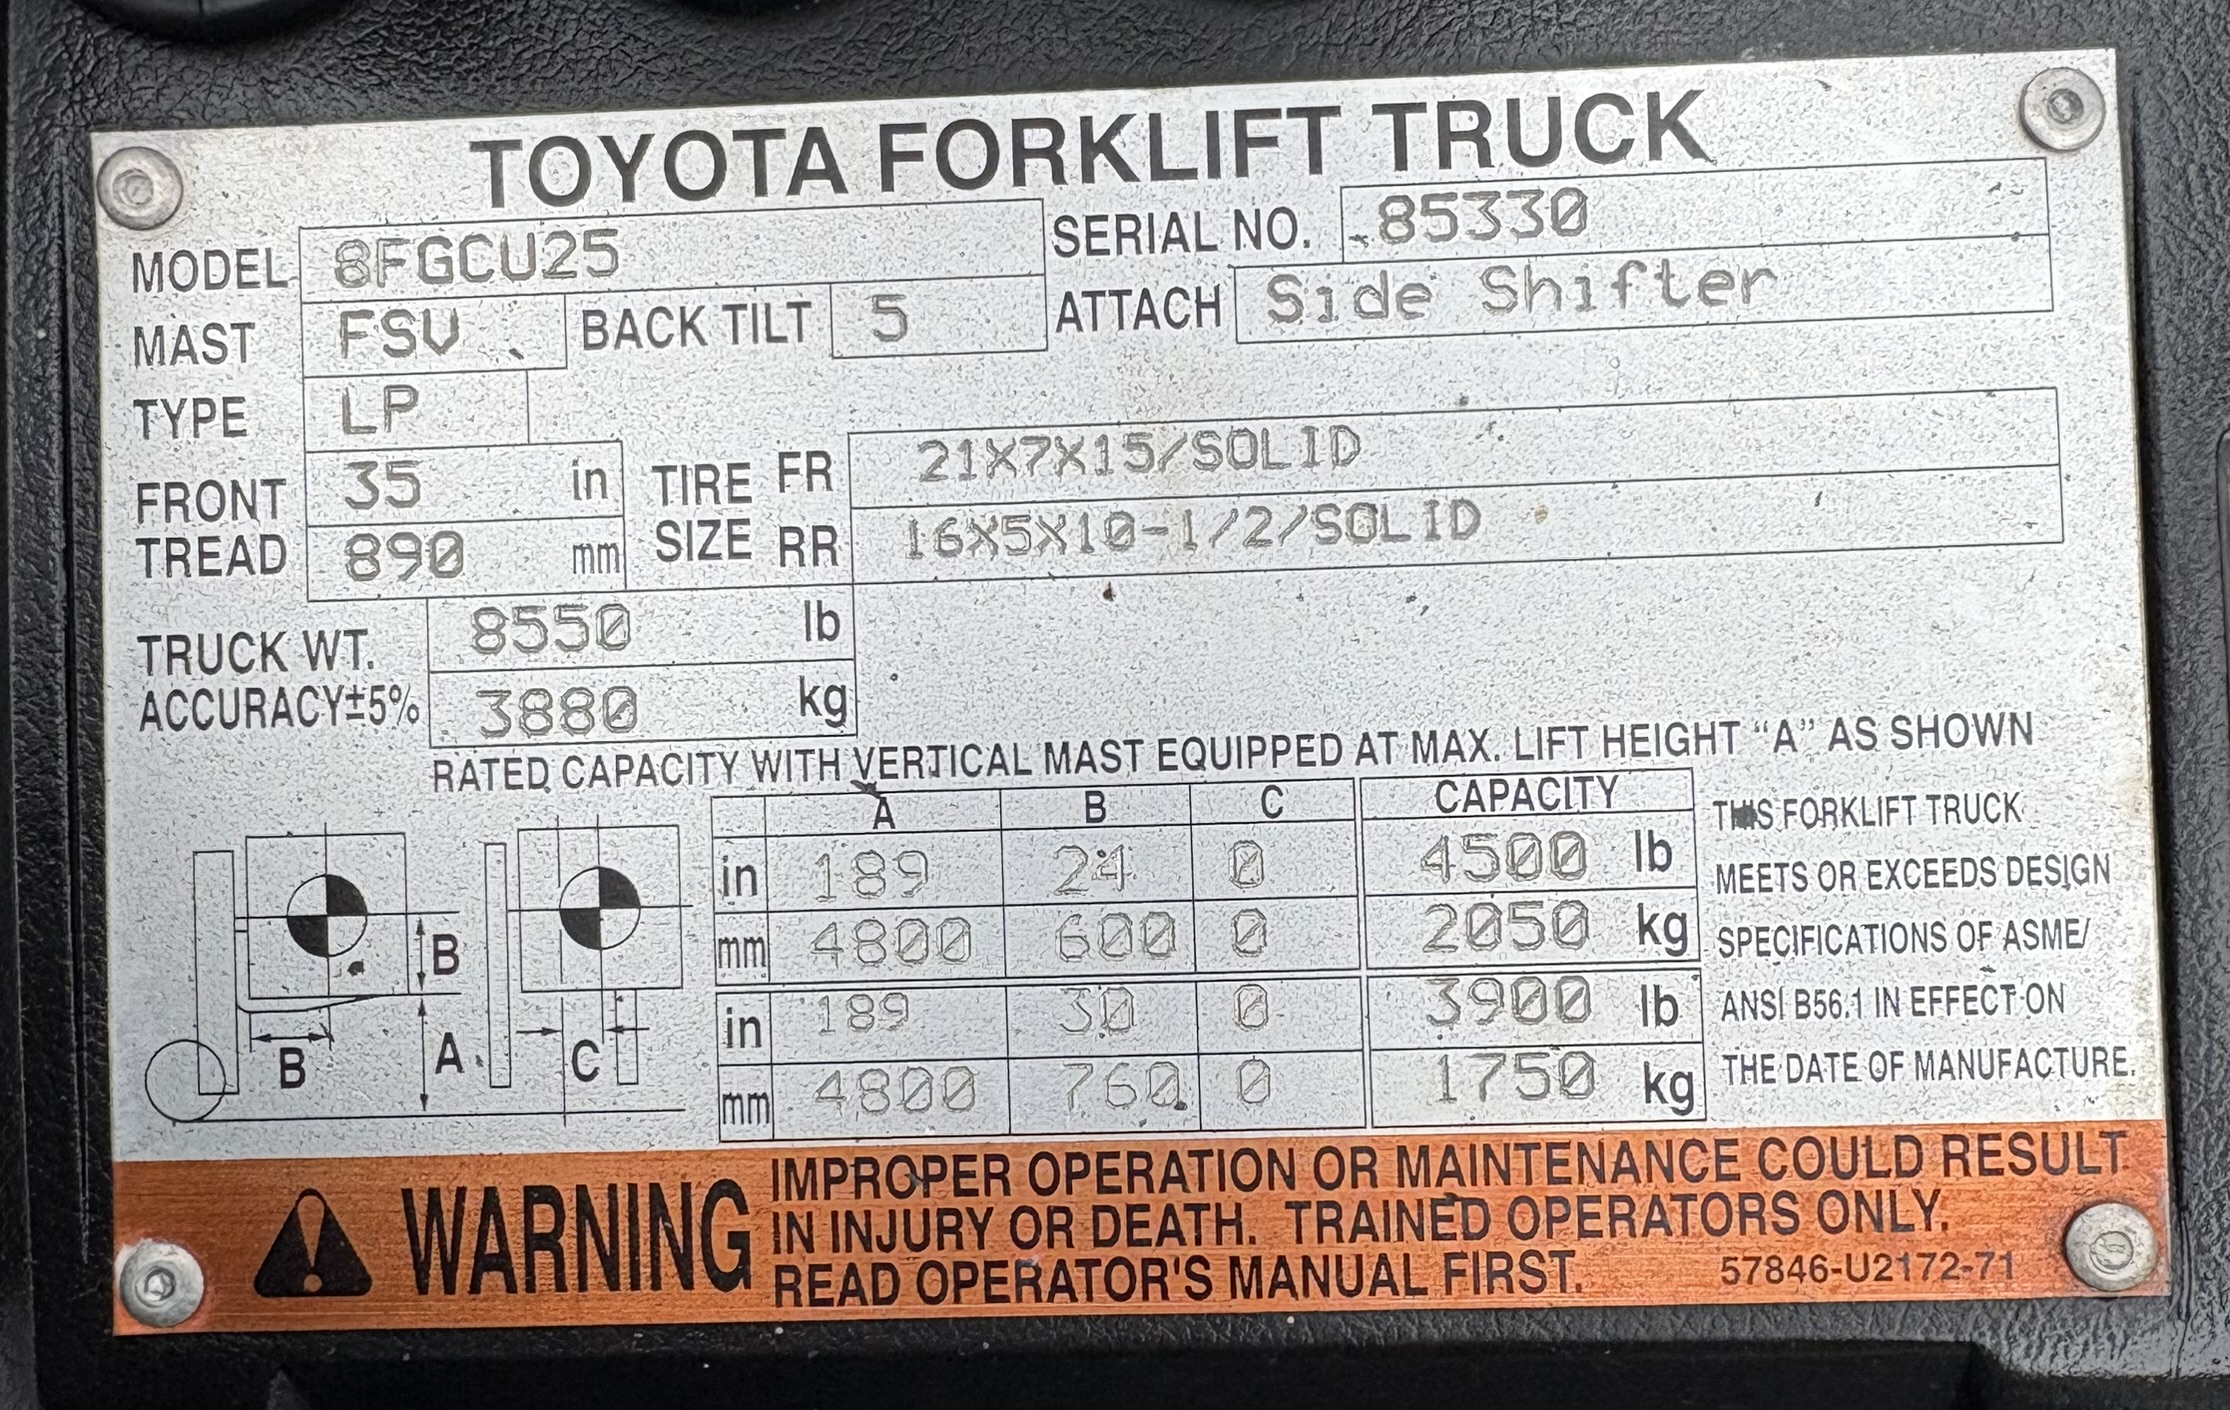 TOYOTA FORKLIFT TRUCK
MODEL 8FGCU25 SERIAL NO. 85330
MAST FSV BACK TILT 5 ATTACH Side Shifter
TYPE LP
FRONT TREAD 35 in TIRE SIZE FR 21X7X15/SOLID
890 mm RR 16X5X10-1/2/SOLID
TRUCK WT. 8550 lb
ACCURACY±5% 3880 kg
RATED CAPACITY WITH VERTICAL MAST EQUIPPED AT MAX. LIFT HEIGHT "A" AS SHOWN
A B C CAPACITY
in 189 24 0 4500 lb
mm 4800 600 0 2050 kg
in 189 30 0 3900 lb
mm 4800 760 0 1750 kg
B
B
A
C
THIS FORKLIFT TRUCK
MEETS OR EXCEEDS DESIGN
SPECIFICATIONS OF ASME/
ANSI B56.1 IN EFFECT ON
THE DATE OF MANUFACTURE.
WARNING
IMPROPER OPERATION OR MAINTENANCE COULD RESULT
IN INJURY OR DEATH. TRAINED OPERATORS ONLY.
READ OPERATOR'S MANUAL FIRST. 57846-U2172-71